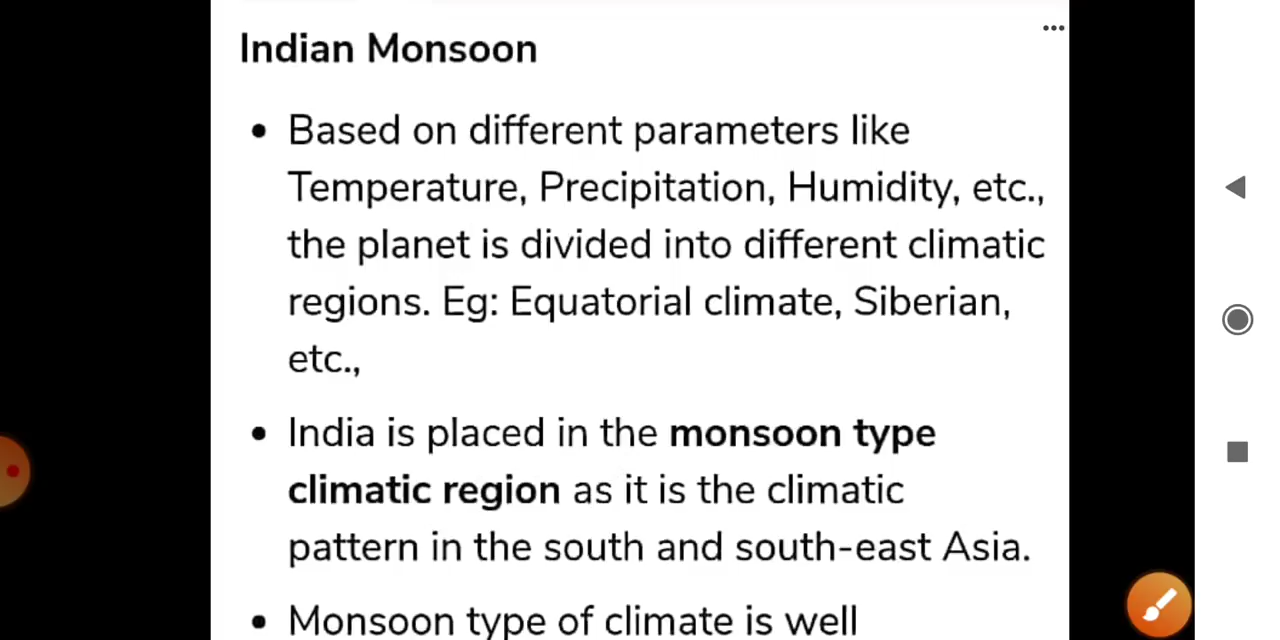 Indian Monsoon
• Based on different parameters like
Temperature, Precipitation, Humidity, etc.,
the planet is divided into different climatic
regions. Eg: Equatorial climate, Siberian,
etc.,
• India is placed in the monsoon type
climatic region as it is the climatic
pattern in the south and south-east Asia.
• Monsoon type of climate is well